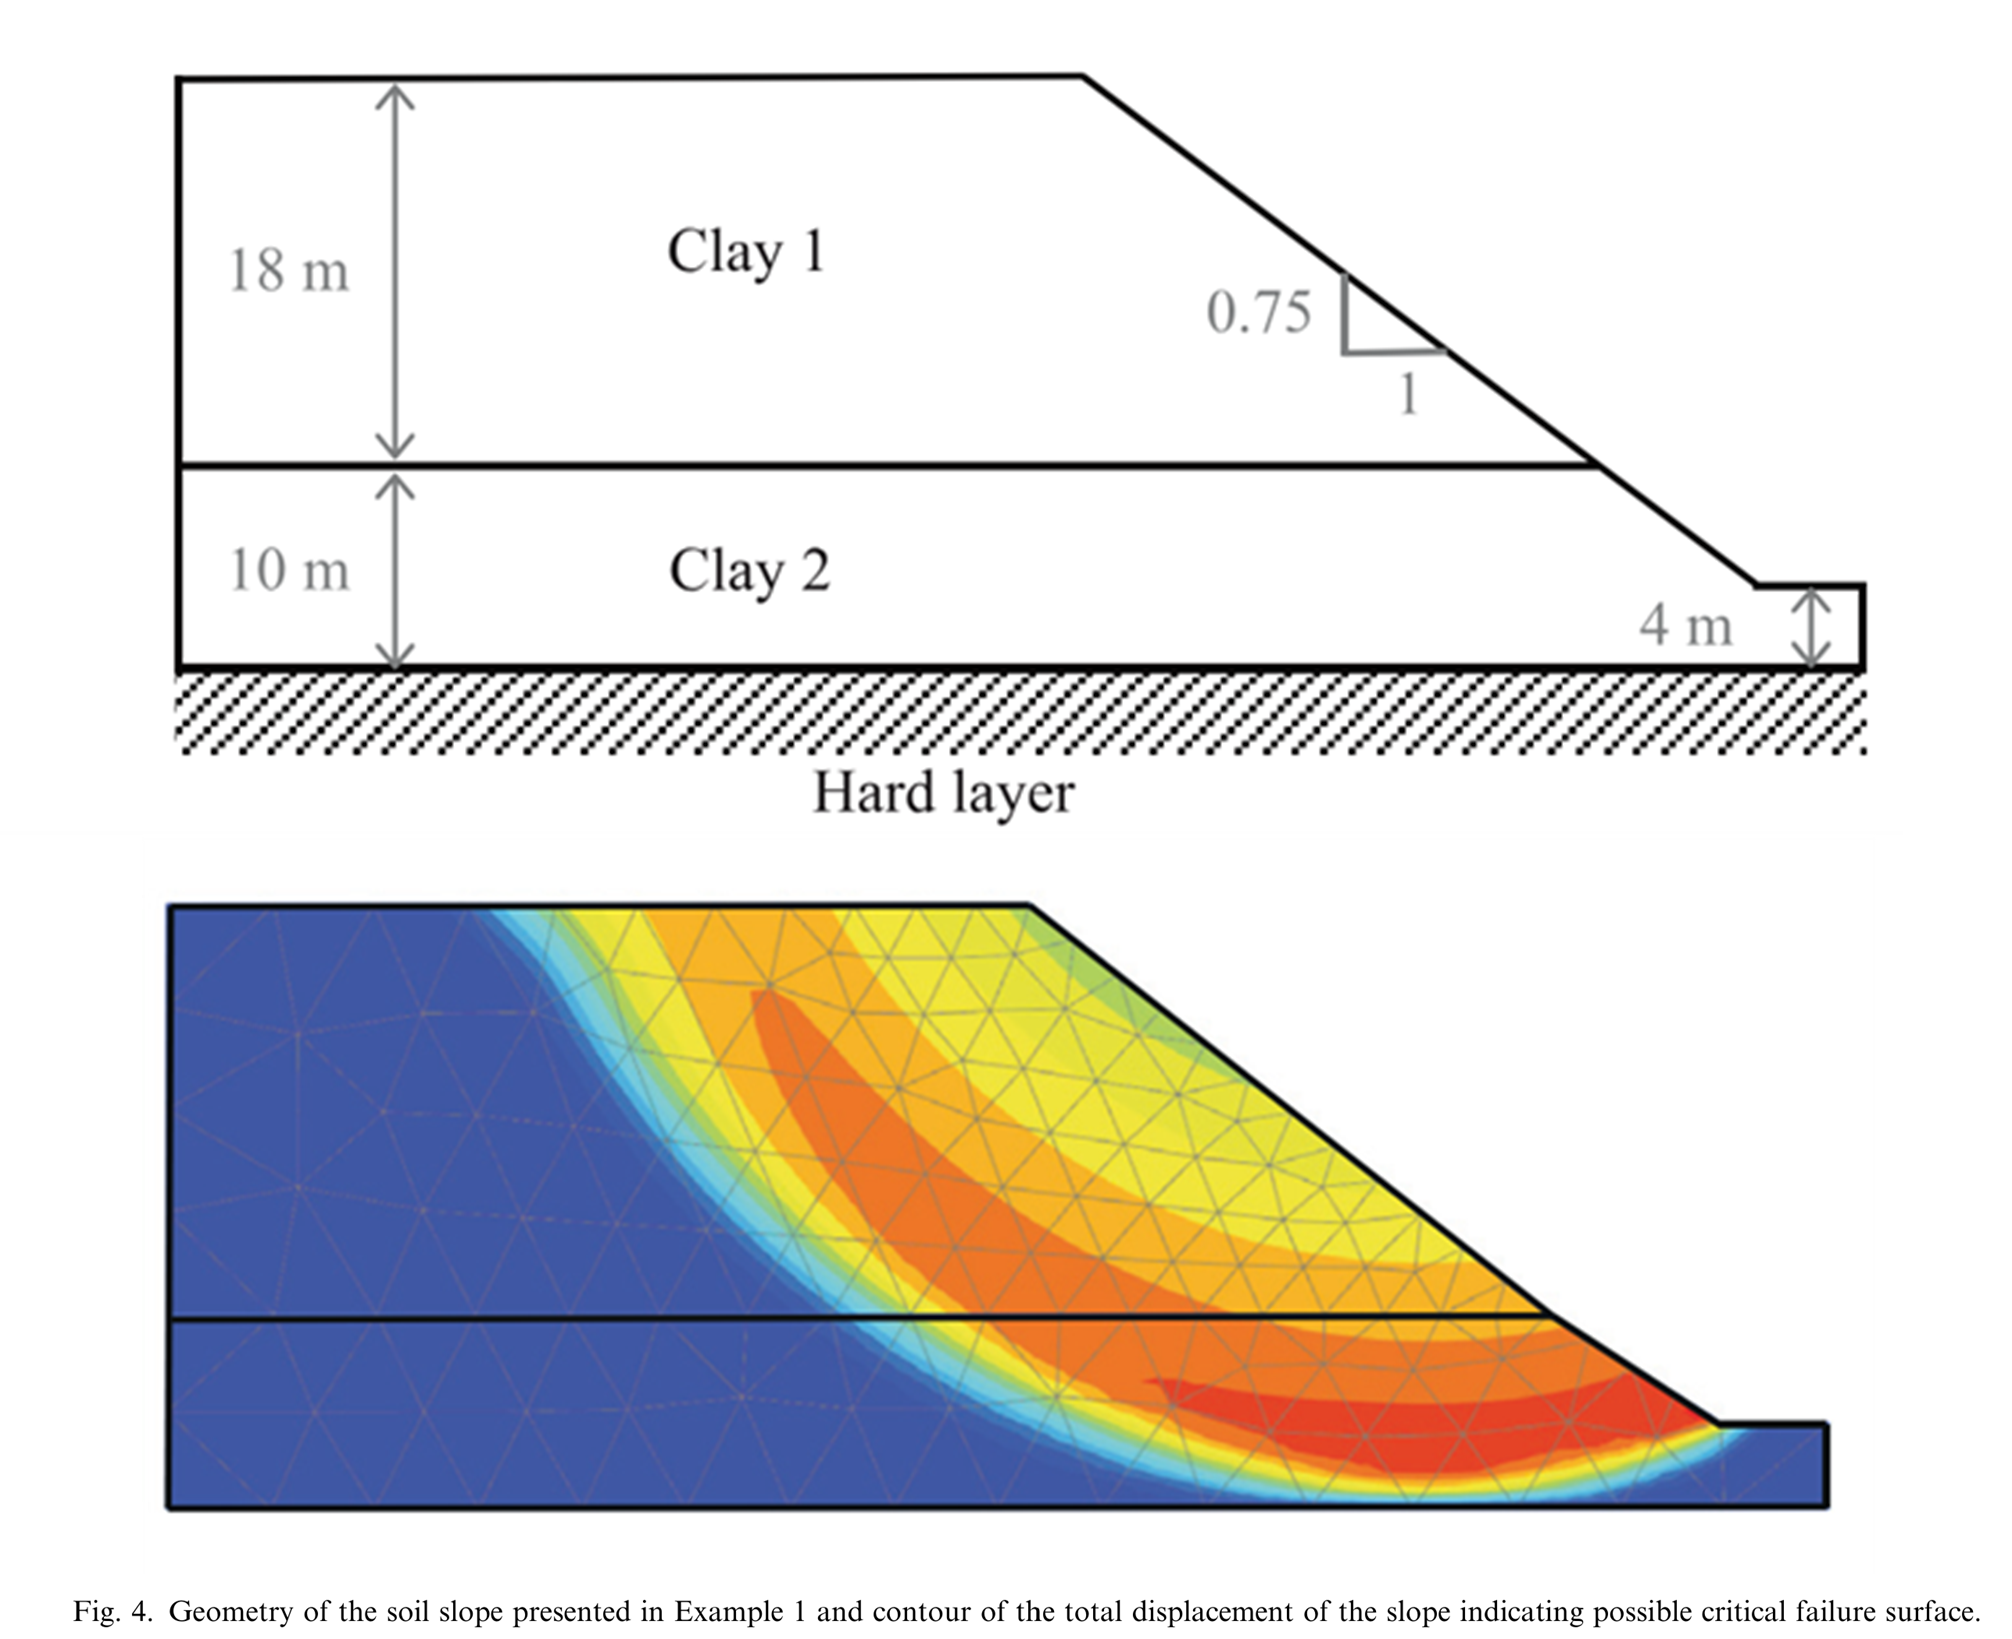 18 m
Clay 1
0.75
1
10 m
Clay 2
4 m
Hard layer
Fig. 4. Geometry of the soil slope presented in Example 1 and contour of the total displacement of the slope indicating possible critical failure surface.